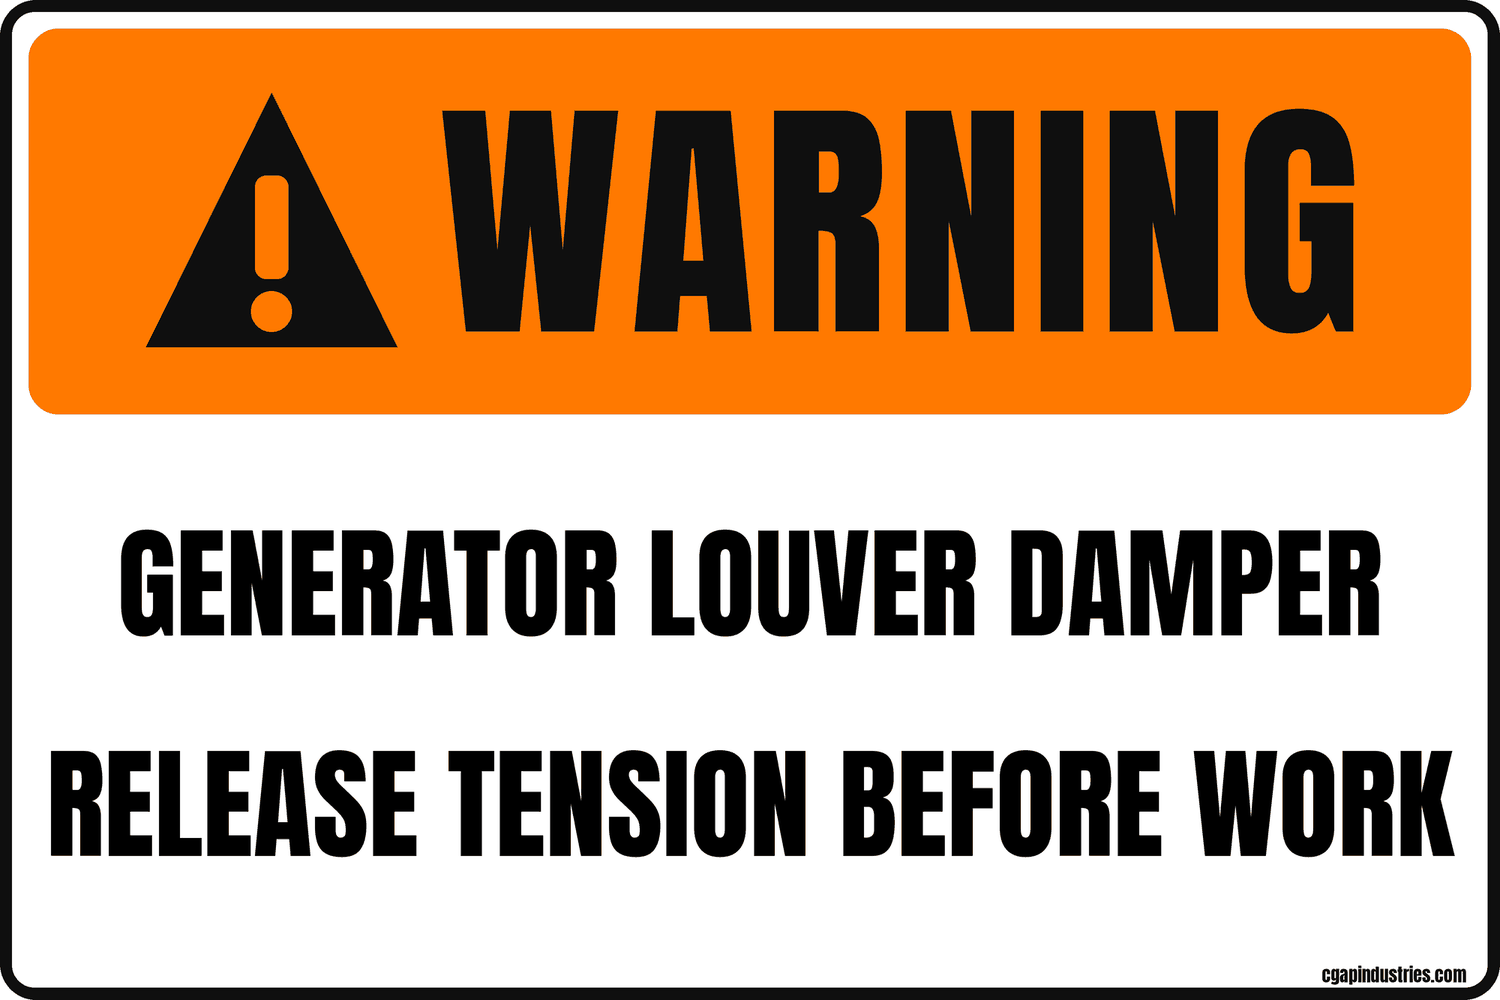 WARNING
GENERATOR LOUVER DAMPER
RELEASE TENSION BEFORE WORK
cgapindustries.com